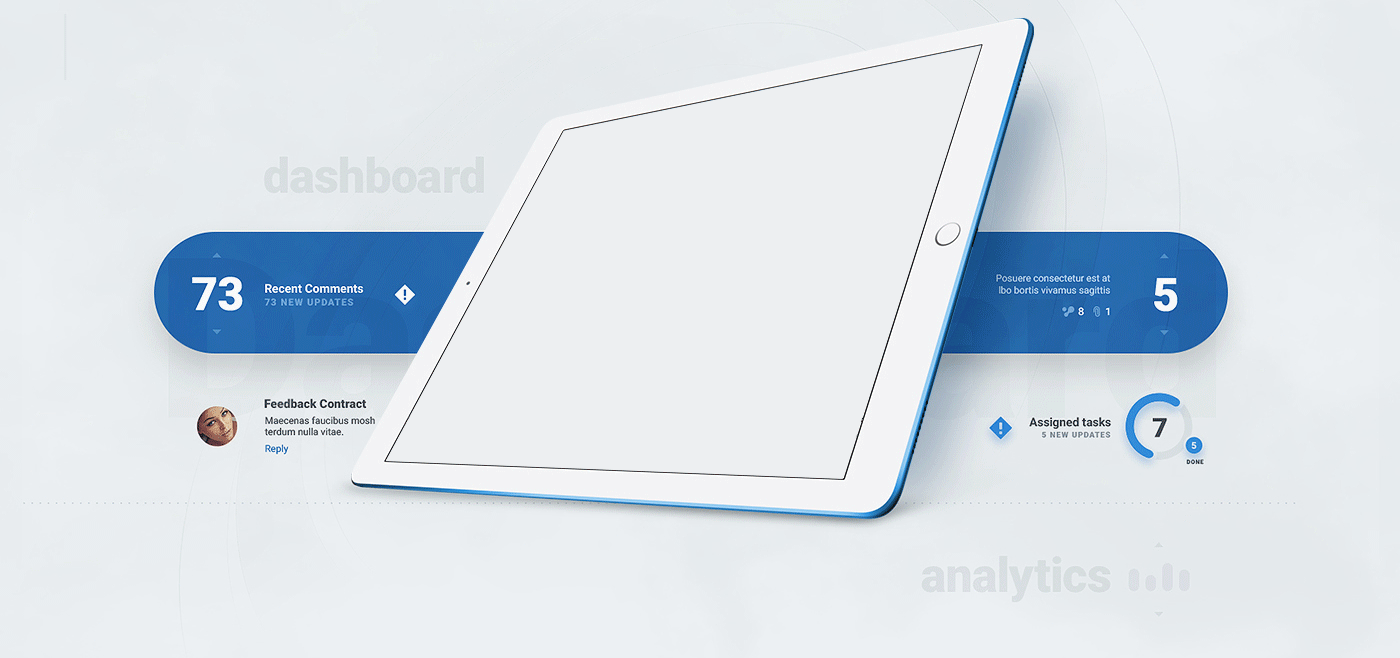 dashboard
73
Recent Comments
73 NEW UPDATES
Posuere consectetur est at
lbo bortis vivamus sagittis
8
1
5
Feedback Contract
Maecenas faucibus mosh
terdum nulla vitae.
Reply
Assigned tasks
5 NEW UPDATES
7
5
DONE
analytics